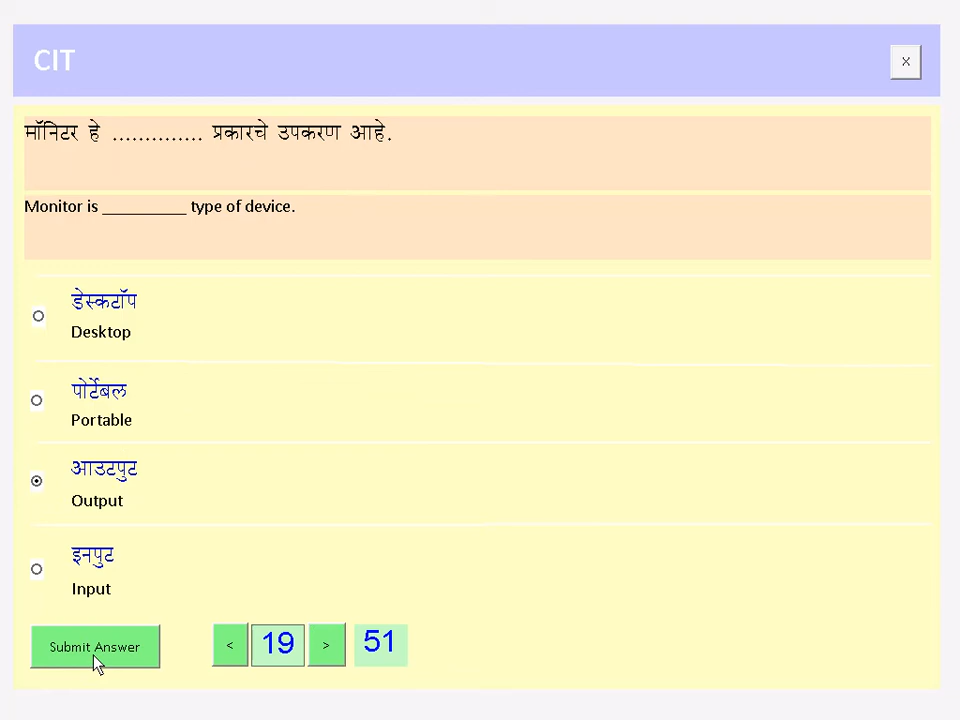 CIT
x
मॉनिटर हे .............. प्रकारचे उपकरण आहे.
Monitor is __________ type of device.
डेस्कटॉप
Desktop
पोर्टेबल
Portable
आउटपुट
Output
इनपुट
Input
Submit Answer < 19 > 51